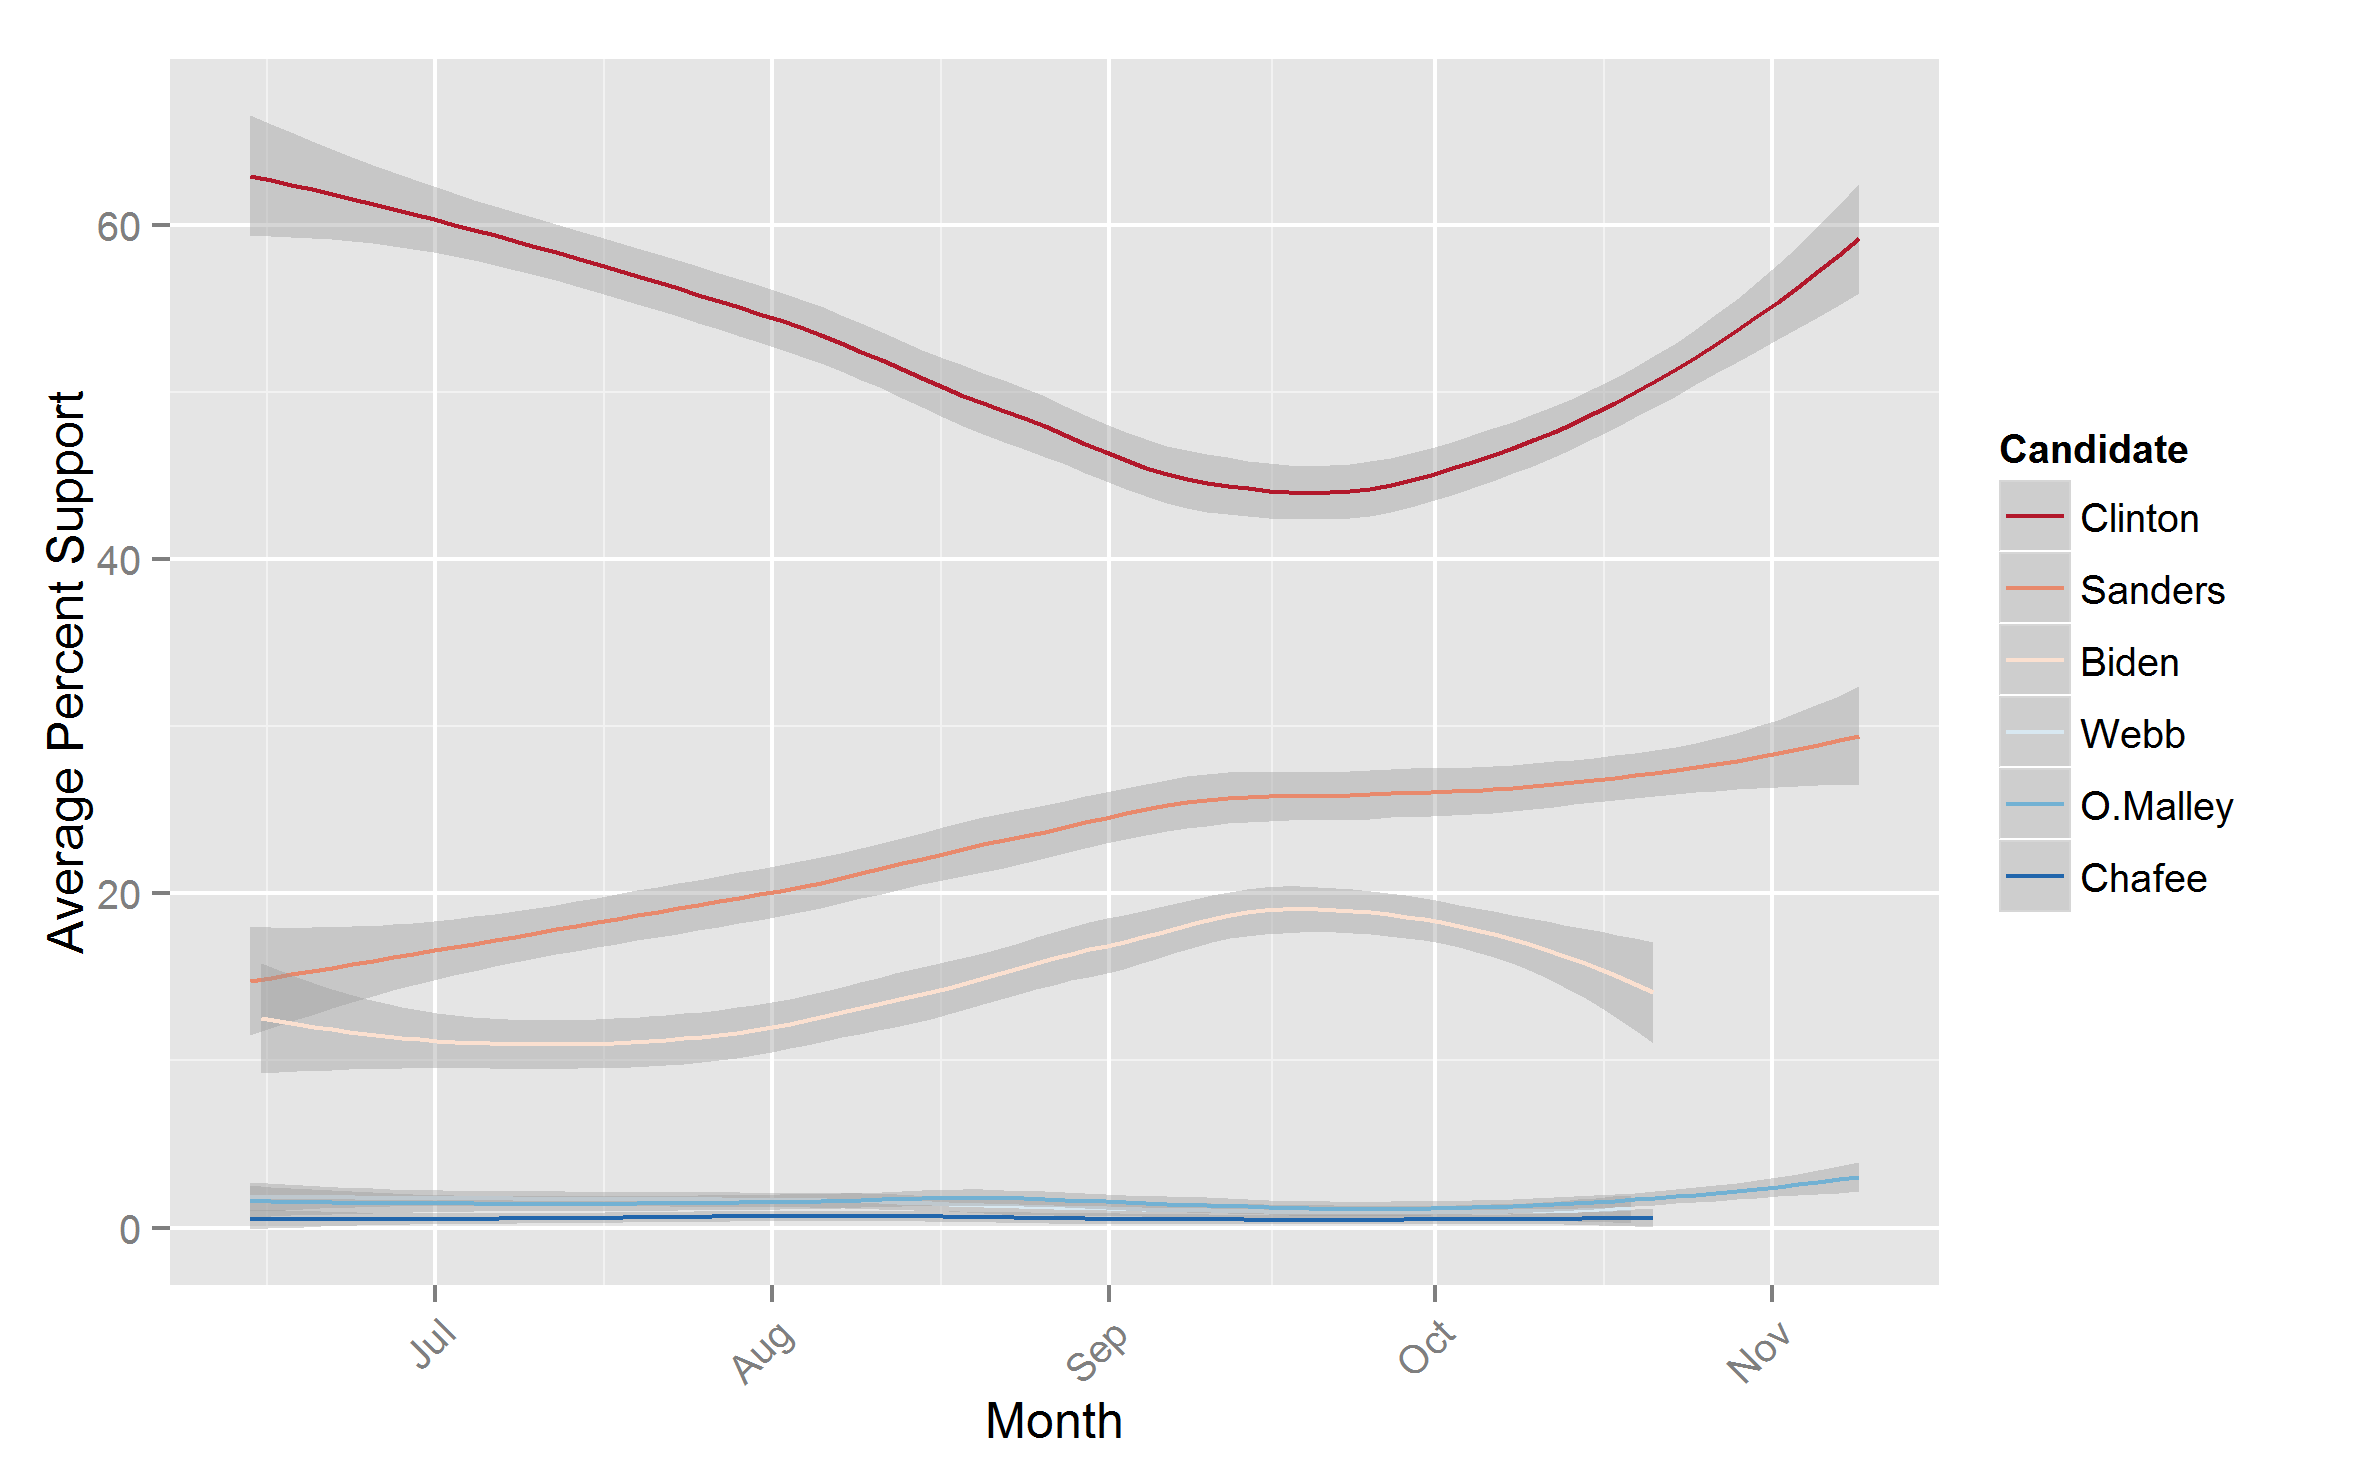 60
40
20
0
Average Percent Support
Jul
Aug
Sep
Oct
Nov
Month
Candidate
Clinton
Sanders
Biden
Webb
O.Malley
Chafee